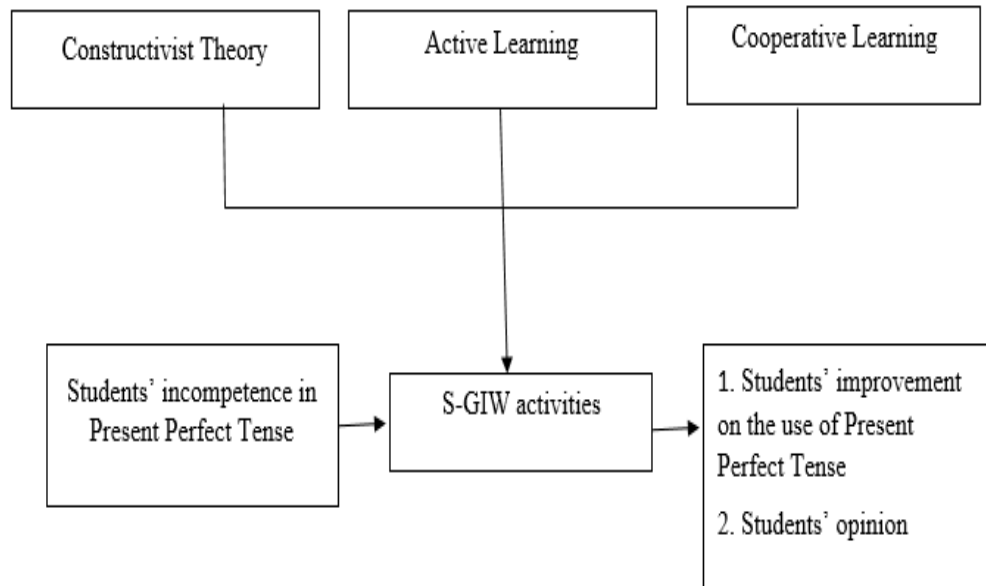 Constructivist Theory
Active Learning
Cooperative Learning
Students’ incompetence in
Present Perfect Tense
S-GIW activities
1. Students’ improvement
on the use of Present
Perfect Tense
2. Students’ opinion